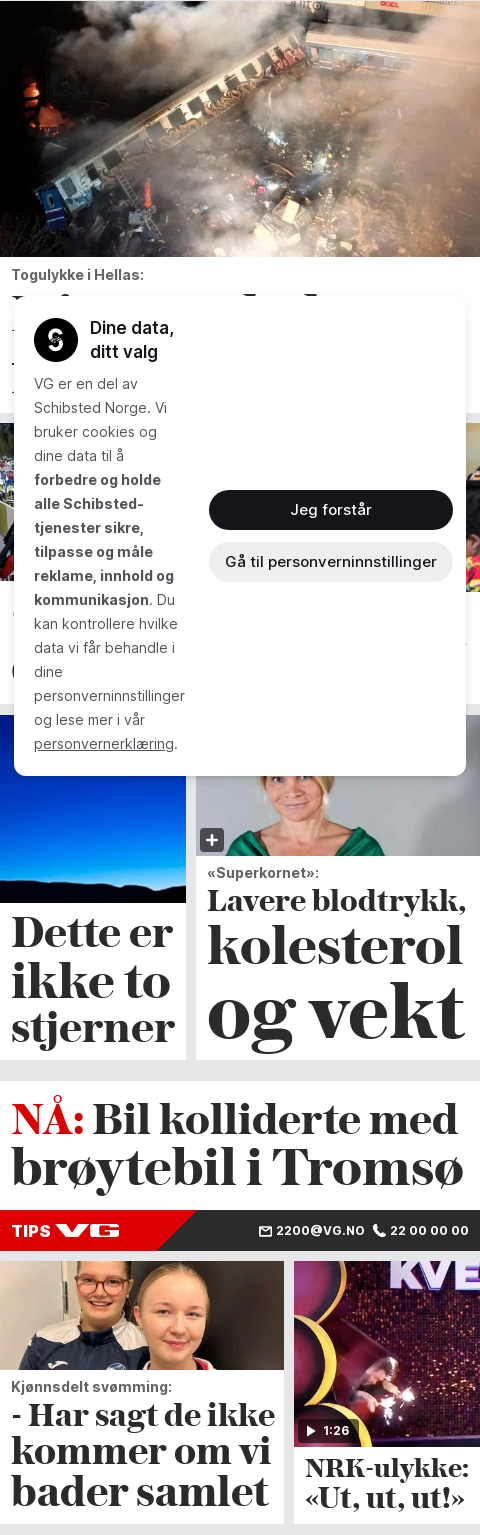 Togulykke i Hellas:
Dine data,
ditt valg
VG er en del av
Schibsted Norge. Vi
bruker cookies og
dine data til å
forbedre og holde
alle Schibsted-
tjenester sikre,
tilpasse og måle
reklame, innhold og
kommunikasjon. Du
kan kontrollere hvilke
data vi får behandle i
dine
personverninnstillinger
og lese mer i vår
personvernerklæring.
Jeg forstår
Gå til personverninnstillinger
Dette er
ikke to
stjerner
«Superkornet»:
Lavere blodtrykk,
kolesterol
og vekt
NÅ: Bil kolliderte med
brøytebil i Tromsø
TIPS VG 2200@VG.NO 22 00 00 00
Kjønnsdelt svømming:
- Har sagt de ikke
kommer om vi
bader samlet
KVE
1:26
NRK-ulykke:
«Ut, ut, ut!»